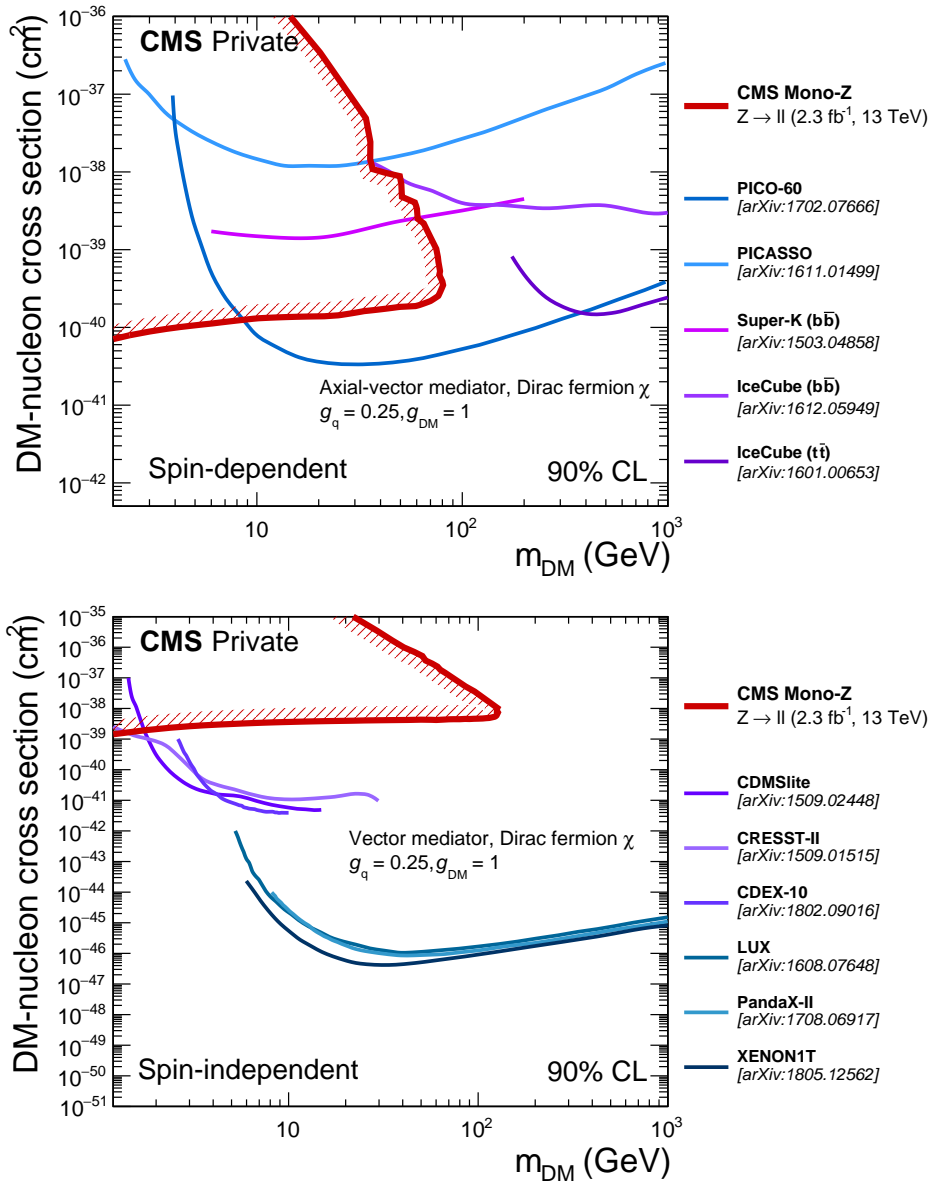 CMS Private
DM-nucleon cross section (cm²)
10⁻³⁶
10⁻³⁷
10⁻³⁸
10⁻³⁹
10⁻⁴⁰
10⁻⁴¹
10⁻⁴²
Axial-vector mediator, Dirac fermion χ
g_q = 0.25, g_DM = 1
Spin-dependent
90% CL
10
10²
10³
m_DM (GeV)
CMS Mono-Z
Z → ll (2.3 fb⁻¹, 13 TeV)
PICO-60
[arXiv:1702.07666]
PICASSO
[arXiv:1611.01499]
Super-K (bb̄)
[arXiv:1503.04858]
IceCube (bb̄)
[arXiv:1612.05949]
IceCube (tt̄)
[arXiv:1601.00653]
CMS Private
DM-nucleon cross section (cm²)
10⁻³⁵
10⁻³⁶
10⁻³⁷
10⁻³⁸
10⁻³⁹
10⁻⁴⁰
10⁻⁴¹
10⁻⁴²
10⁻⁴³
10⁻⁴⁴
10⁻⁴⁵
10⁻⁴⁶
10⁻⁴⁷
10⁻⁴⁸
10⁻⁴⁹
10⁻⁵⁰
10⁻⁵¹
Vector mediator, Dirac fermion χ
g_q = 0.25, g_DM = 1
Spin-independent
90% CL
10
10²
10³
m_DM (GeV)
CMS Mono-Z
Z → ll (2.3 fb⁻¹, 13 TeV)
CDMSlite
[arXiv:1509.02448]
CRESST-II
[arXiv:1509.01515]
CDEX-10
[arXiv:1802.09016]
LUX
[arXiv:1608.07648]
PandaX-II
[arXiv:1708.06917]
XENON1T
[arXiv:1805.12562]